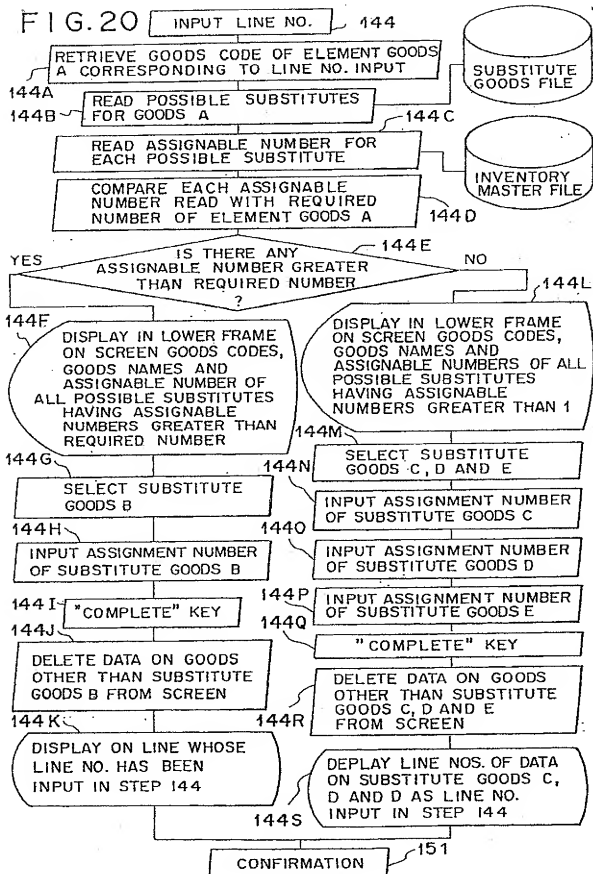 FIG.20
INPUT LINE NO.
144
RETRIEVE GOODS CODE OF ELEMENT GOODS
A CORRESPONDING TO LINE NO. INPUT
144A
SUBSTITUTE
GOODS FILE
READ POSSIBLE SUBSTITUTES
FOR GOODS A
144B
144C
READ ASSIGNABLE NUMBER FOR
EACH POSSIBLE SUBSTITUTE
INVENTORY
MASTER FILE
COMPARE EACH ASSIGNABLE
NUMBER READ WITH REQUIRED
NUMBER OF ELEMENT GOODS A
144D
144E
IS THERE ANY
ASSIGNABLE NUMBER GREATER
THAN REQUIRED NUMBER
?
YES
NO
144F
DISPLAY IN LOWER FRAME
ON SCREEN GOODS CODES,
GOODS NAMES AND
ASSIGNABLE NUMBER OF
ALL POSSIBLE SUBSTITUTES
HAVING ASSIGNABLE
NUMBERS GREATER THAN
REQUIRED NUMBER
144G
SELECT SUBSTITUTE
GOODS B
144H
INPUT ASSIGNMENT NUMBER
OF SUBSTITUTE GOODS B
144I
"COMPLETE" KEY
144J
DELETE DATA ON GOODS
OTHER THAN SUBSTITUTE
GOODS B FROM SCREEN
144K
DISPLAY ON LINE WHOSE
LINE NO. HAS BEEN
INPUT IN STEP 144
144L
DISPLAY IN LOWER FRAME
ON SCREEN GOODS CODES,
GOODS NAMES AND
ASSIGNABLE NUMBERS OF ALL
POSSIBLE SUBSTITUTES
HAVING ASSIGNABLE
NUMBERS GREATER THAN 1
144M
SELECT SUBSTITUTE
GOODS C, D AND E
144N
INPUT ASSIGNMENT NUMBER
OF SUBSTITUTE GOODS C
144O
INPUT ASSIGNMENT NUMBER
OF SUBSTITUTE GOODS D
144P
INPUT ASSIGNMENT NUMBER
OF SUBSTITUTE GOODS E
144Q
"COMPLETE" KEY
DELETE DATA ON GOODS
OTHER THAN SUBSTITUTE
GOODS C, D AND E
FROM SCREEN
144R
DEPLAY LINE NOS. OF DATA
ON SUBSTITUTE GOODS C,
D AND D AS LINE NO.
INPUT IN STEP 144
144S
151
CONFIRMATION